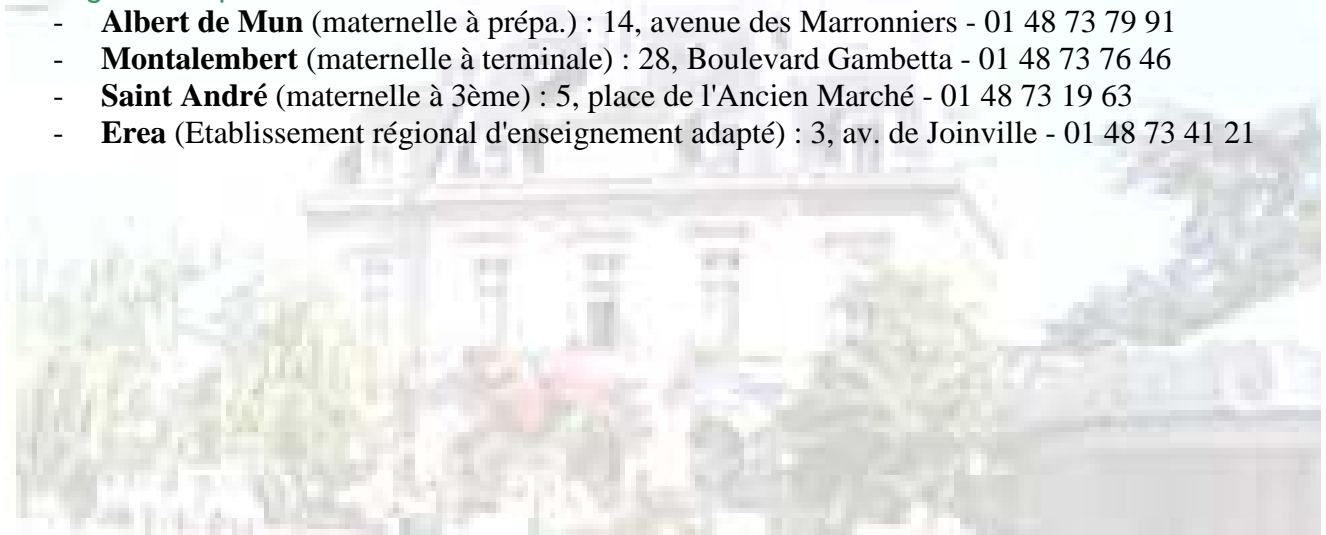 - Albert de Mun (maternelle à prépa.) : 14, avenue des Marronniers - 01 48 73 79 91
- Montalembert (maternelle à terminale) : 28, Boulevard Gambetta - 01 48 73 76 46
- Saint André (maternelle à 3ème) : 5, place de l'Ancien Marché - 01 48 73 19 63
- Erea (Etablissement régional d'enseignement adapté) : 3, av. de Joinville - 01 48 73 41 21